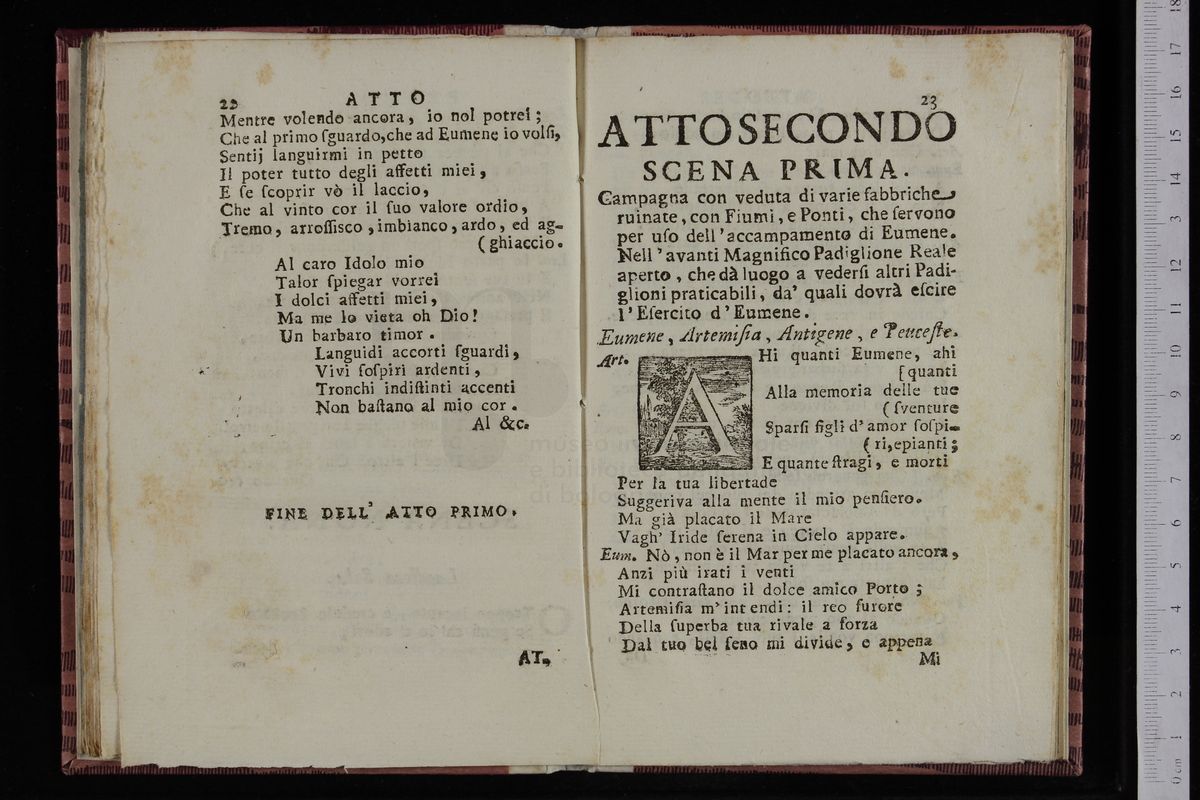 22 ATTO
Mentre volendo ancora, io nol potrei;
Che al primo ſguardo,che ad Eumene io volſi,
Sentij languirmi in petto
Il poter tutto degli affetti miei,
E ſe ſcoprir vò il laccio,
Che al vinto cor il ſuo valore ordio,
Tremo, arroſſiſco ,imbianco, ardo, ed ag-
(ghiaccio.
Al caro Idolo mio
Talor ſpiegar vorrei
I dolci affetti miei,
Ma me lo vieta oh Dio!
Un barbaro timor.
Languidi accorti ſguardi,
Vivi ſoſpiri ardenti,
Tronchi indiſtinti accenti
Non baſtano al mio cor.
Al &c.
FINE DELL' ATTO PRIMO.
AT-
23
ATTO SECONDO
SCENA PRIMA.
Campagna con veduta di varie fabbriche
ruinate, con Fiumi, e Ponti, che ſervono
per uſo dell'accampamento di Eumene.
Nell'avanti Magnifico Padiglione Reale
aperto, che dà luogo a vederſi altri Padi-
glioni praticabili, da' quali dovrà eſcire
l'Eſercito d'Eumene.
Eumene, Artemiſia, Antigene, e Peuceſte.
Art. AHi quanti Eumene, ahi
[quanti
Alla memoria delle tue
(ſventure
Sparſi figli d'amor ſoſpi-
(ri,epianti;
E quante ſtragi, e morti
Per la tua libertade
Suggeriva alla mente il mio penſiero.
Ma già placato il Mare
Vagh' Iride ſerena in Cielo appare.
Eum. Nò, non è il Mar per me placato ancora,
Anzi più irati i venti
Mi contraſtano il dolce amico Porto;
Artemiſia m'int endi: il reo furore
Della ſuperba tua rivale a forza
Dal tuo bel ſeno mi divide, e appena
Mi